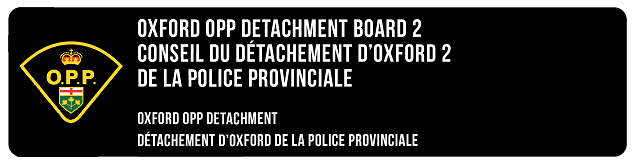 OXFORD OPP DETACHMENT BOARD 2
CONSEIL DU DÉTACHEMENT D'OXFORD 2
DE LA POLICE PROVINCIALE
O.P.P.
OXFORD OPP DETACHMENT
DÉTACHEMENT D'OXFORD DE LA POLICE PROVINCIALE